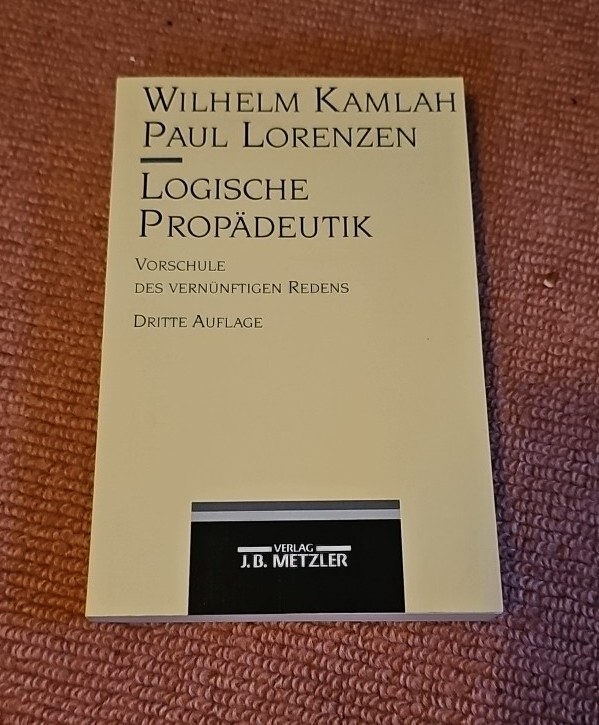 WILHELM KAMLAH
PAUL LORENZEN
LOGISCHE
PROPÄDEUTIK
VORSCHULE
DES VERNÜNFTIGEN REDENS
DRITTE AUFLAGE
VERLAG
J.B. METZLER